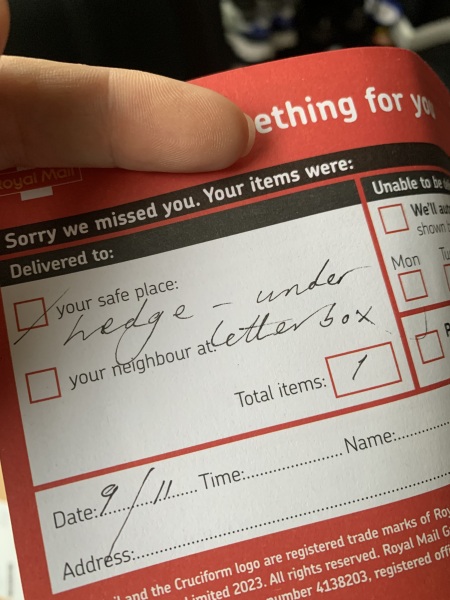 ething for yo
Royal Mail
Sorry we missed you. Your items were:
Delivered to:
your safe place:
hedge - under
letterbox
your neighbour at:
Total items: 1
Unable to be
We'll au
shown
Mon Tu
P
Date: 9/11 Time: Name:
Address:
l and the Cruciform logo are registered trade marks of Roy
Limited 2023. All rights reserved. Royal Mail G
number 4138203, registered offi